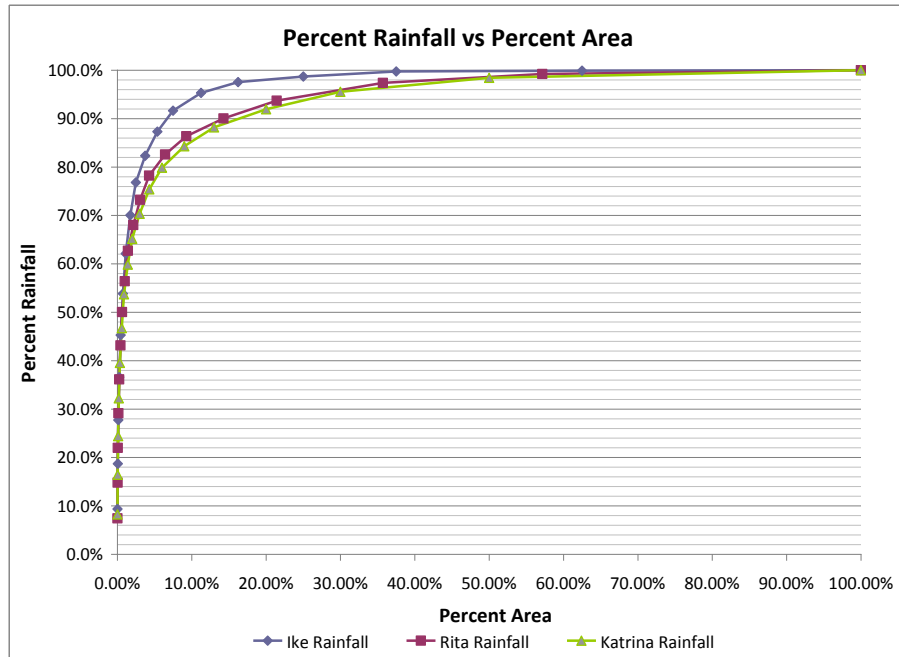 Percent Rainfall vs Percent Area
100.0%
90.0%
80.0%
70.0%
60.0%
50.0%
40.0%
30.0%
20.0%
10.0%
0.0%
Percent Rainfall
0.00% 10.00% 20.00% 30.00% 40.00% 50.00% 60.00% 70.00% 80.00% 90.00% 100.00%
Percent Area
Ike Rainfall Rita Rainfall Katrina Rainfall